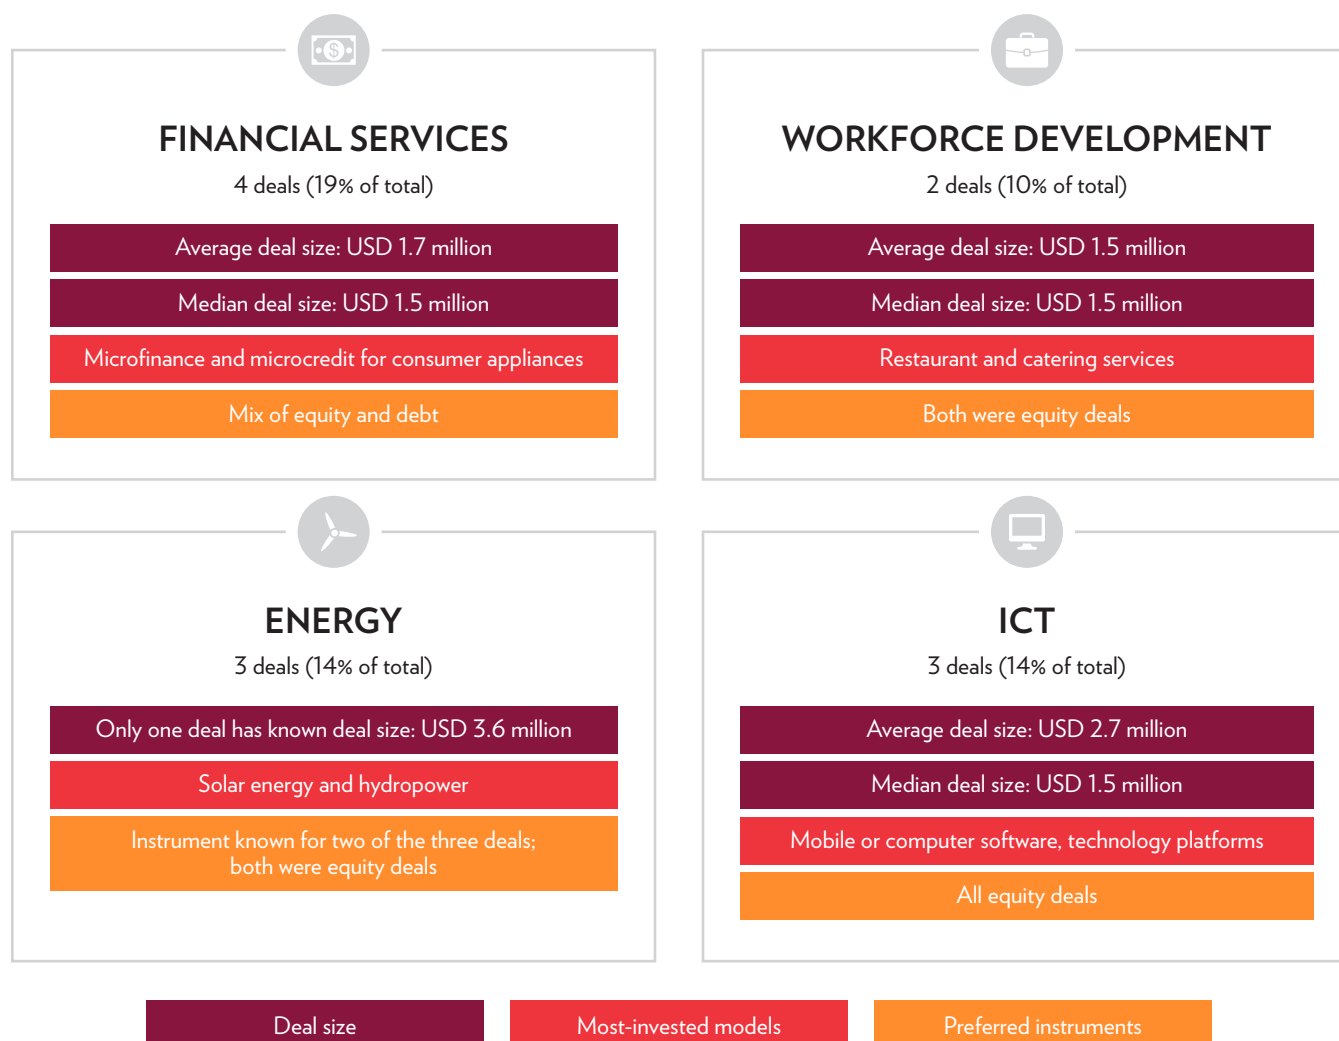 FINANCIAL SERVICES
4 deals (19% of total)
Average deal size: USD 1.7 million
Median deal size: USD 1.5 million
Microfinance and microcredit for consumer appliances
Mix of equity and debt
WORKFORCE DEVELOPMENT
2 deals (10% of total)
Average deal size: USD 1.5 million
Median deal size: USD 1.5 million
Restaurant and catering services
Both were equity deals
ENERGY
3 deals (14% of total)
Only one deal has known deal size: USD 3.6 million
Solar energy and hydropower
Instrument known for two of the three deals;
both were equity deals
ICT
3 deals (14% of total)
Average deal size: USD 2.7 million
Median deal size: USD 1.5 million
Mobile or computer software, technology platforms
All equity deals
Deal size
Most-invested models
Preferred instruments